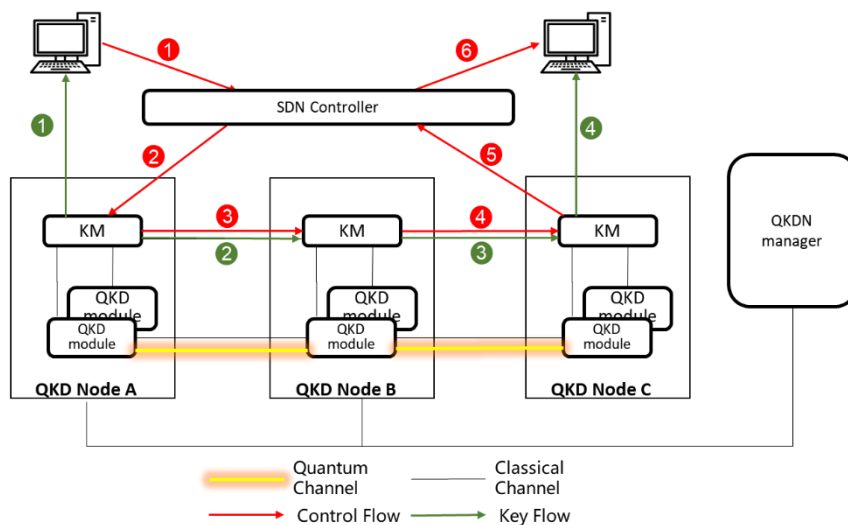 1
6
SDN Controller
1
2
5
4
KM
3
2
KM
4
3
KM
QKDN
manager
QKD
module
QKD
module
QKD
module
QKD
module
QKD
module
QKD
module
QKD Node A
QKD Node B
QKD Node C
Quantum
Channel
Classical
Channel
Control Flow
Key Flow